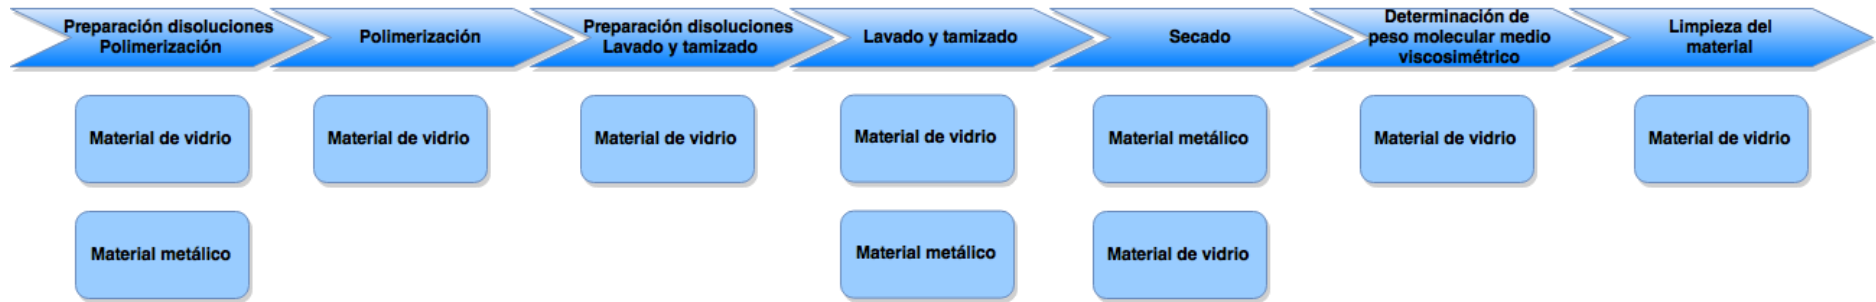 Preparación disoluciones
Polimerización
Polimerización
Preparación disoluciones
Lavado y tamizado
Lavado y tamizado
Secado
Determinación de
peso molecular medio
viscosimétrico
Limpieza del
material
Material de vidrio
Material de vidrio
Material de vidrio
Material de vidrio
Material metálico
Material de vidrio
Material de vidrio
Material metálico
Material metálico
Material de vidrio